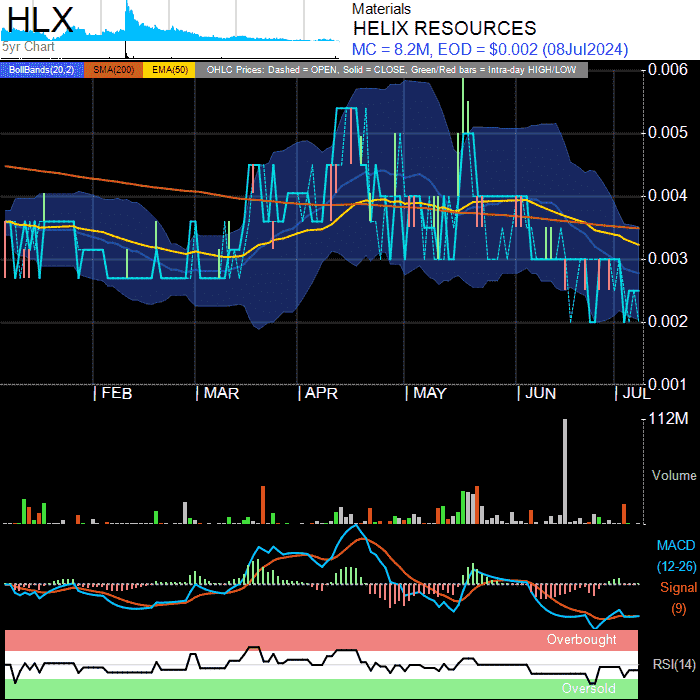 HLX
5yr Chart
Materials
HELIX RESOURCES
MC = 8.2M, EOD = $0.002 (08Jul2024)
BollBands(20,2) SMA(200) EMA(50) OHLC Prices: Dashed = OPEN, Solid = CLOSE, Green/Red bars = Intra-day HIGH/LOW
0.006
0.005
0.004
0.003
0.002
0.001
| FEB | MAR | APR | MAY | JUN | JUL
112M
Volume
MACD
(12-26)
Signal
(9)
Overbought
RSI(14)
Oversold